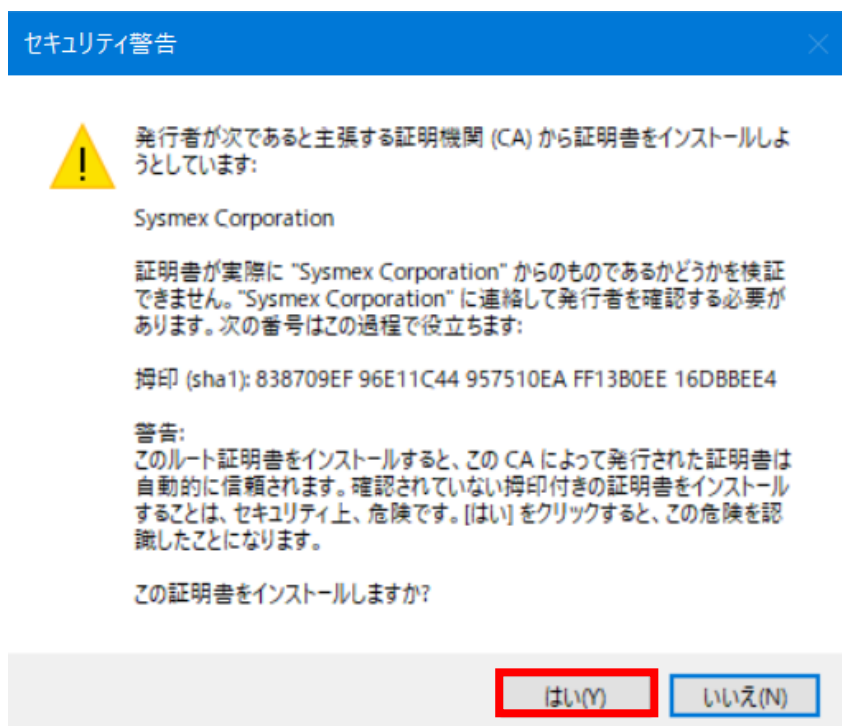 セキュリティ警告
発行者が次であると主張する証明機関 (CA) から証明書をインストールしよ
うとしています:
Sysmex Corporation
証明書が実際に "Sysmex Corporation" からのものであるかどうかを検証
できません。"Sysmex Corporation" に連絡して発行者を確認する必要が
あります。次の番号はこの過程で役立ちます:
拇印 (sha1): 838709EF 96E11C44 957510EA FF13B0EE 16DBBEE4
警告:
このルート証明書をインストールすると、この CA によって発行された証明書は
自動的に信頼されます。確認されていない拇印付きの証明書をインストール
することは、セキュリティ上、危険です。[はい] をクリックすると、この危険を認
識したことになります。
この証明書をインストールしますか?
はい(Y)
いいえ(N)